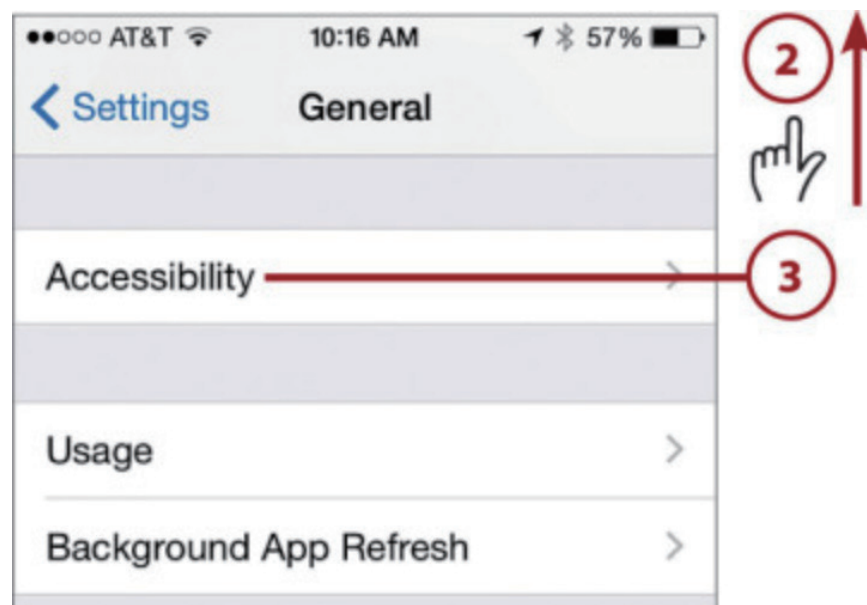 AT&T 10:16 AM 57%
Settings General
2
Accessibility
3
Usage
Background App Refresh